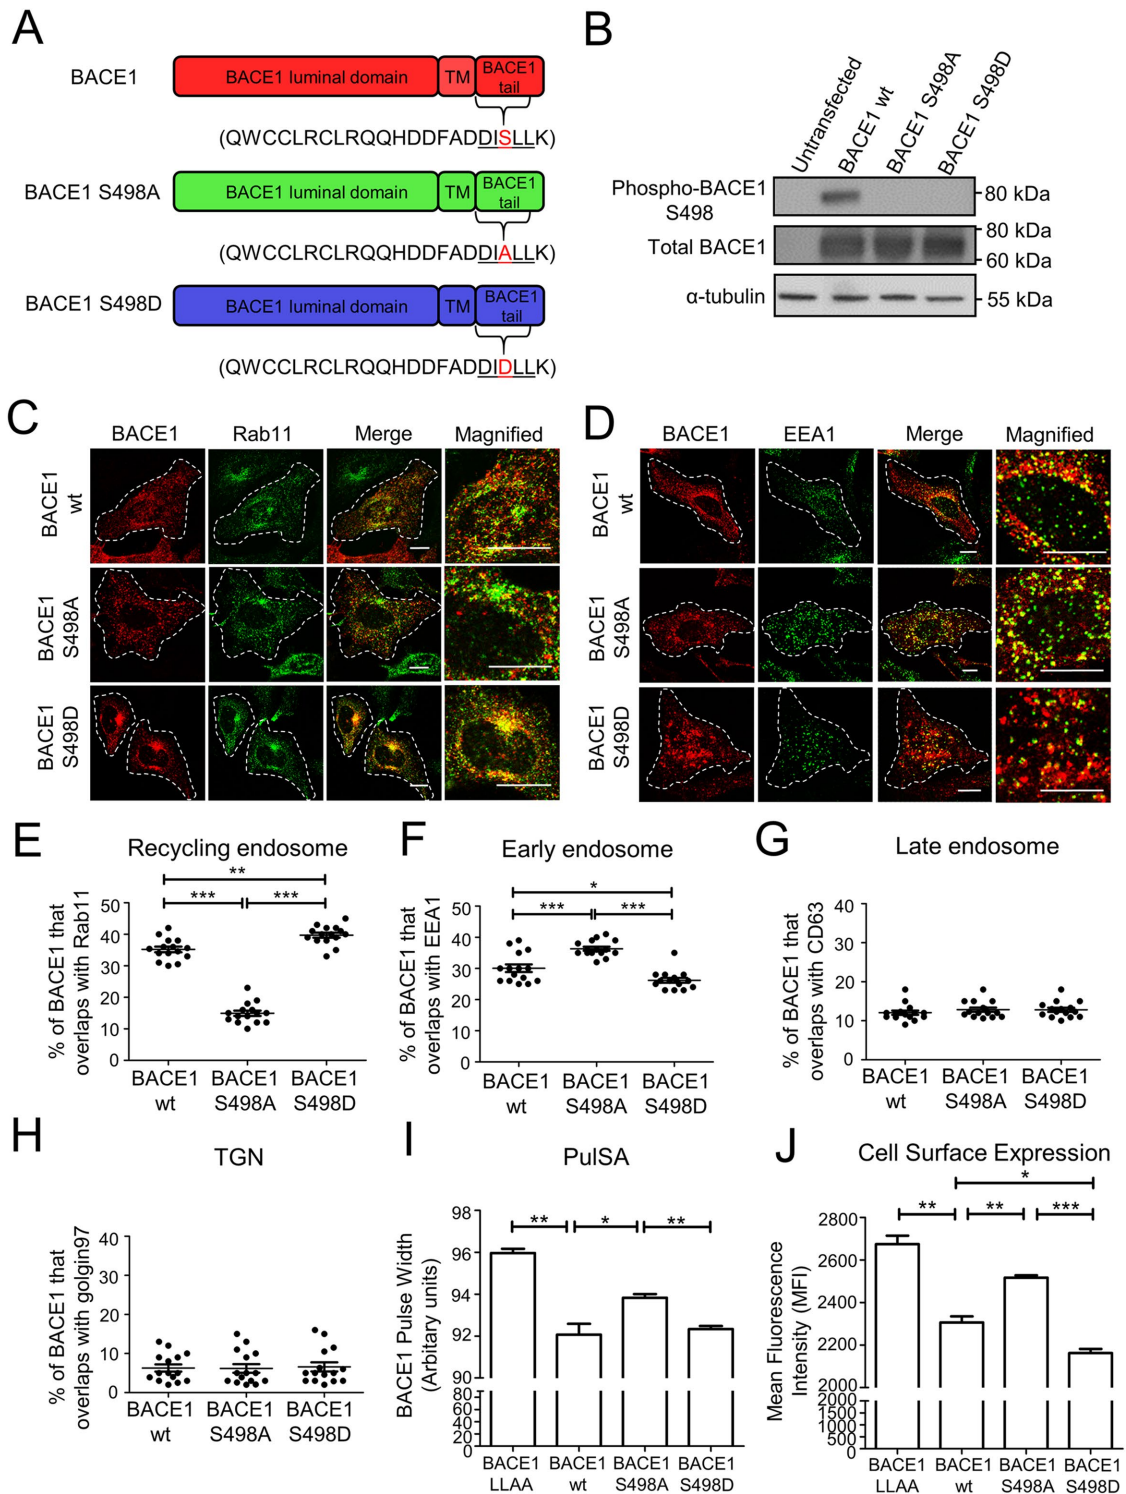 A
BACE1
BACE1 luminal domain
TM
BACE1
tail
(QWCCLRCLRQQHDDFADDISLLK)
BACE1 S498A
BACE1 luminal domain
TM
BACE1
tail
(QWCCLRCLRQQHDDFADDIALLK)
BACE1 S498D
BACE1 luminal domain
TM
BACE1
tail
(QWCCLRCLRQQHDDFADDIDLLK)
B
Untransfected
BACE1 wt
BACE1 S498A
BACE1 S498D
Phospho-BACE1
S498
80 kDa
Total BACE1
80 kDa
60 kDa
α-tubulin
55 kDa
C
BACE1
Rab11
Merge
Magnified
BACE1
wt
BACE1
S498A
BACE1
S498D
D
BACE1
EEA1
Merge
Magnified
BACE1
wt
BACE1
S498A
BACE1
S498D
E
Recycling endosome
**
***
***
% of BACE1 that
overlaps with Rab11
50
40
30
20
10
0
BACE1
wt
BACE1
S498A
BACE1
S498D
F
Early endosome
*
***
***
% of BACE1 that
overlaps with EEA1
50
40
30
20
10
0
BACE1
wt
BACE1
S498A
BACE1
S498D
G
Late endosome
% of BACE1 that
overlaps with CD63
40
30
20
10
0
BACE1
wt
BACE1
S498A
BACE1
S498D
H
TGN
% of BACE1 that
overlaps with golgin97
40
30
20
10
0
BACE1
wt
BACE1
S498A
BACE1
S498D
I
PulSA
**
*
**
BACE1 Pulse Width
(Arbitary units)
98
96
94
92
90
80
60
40
20
0
BACE1
LLAA
BACE1
wt
BACE1
S498A
BACE1
S498D
J
Cell Surface Expression
*
**
**
***
Mean Fluorescence
Intensity (MFI)
2800
2600
2400
2200
2000
2000
1500
1000
500
0
BACE1
LLAA
BACE1
wt
BACE1
S498A
BACE1
S498D